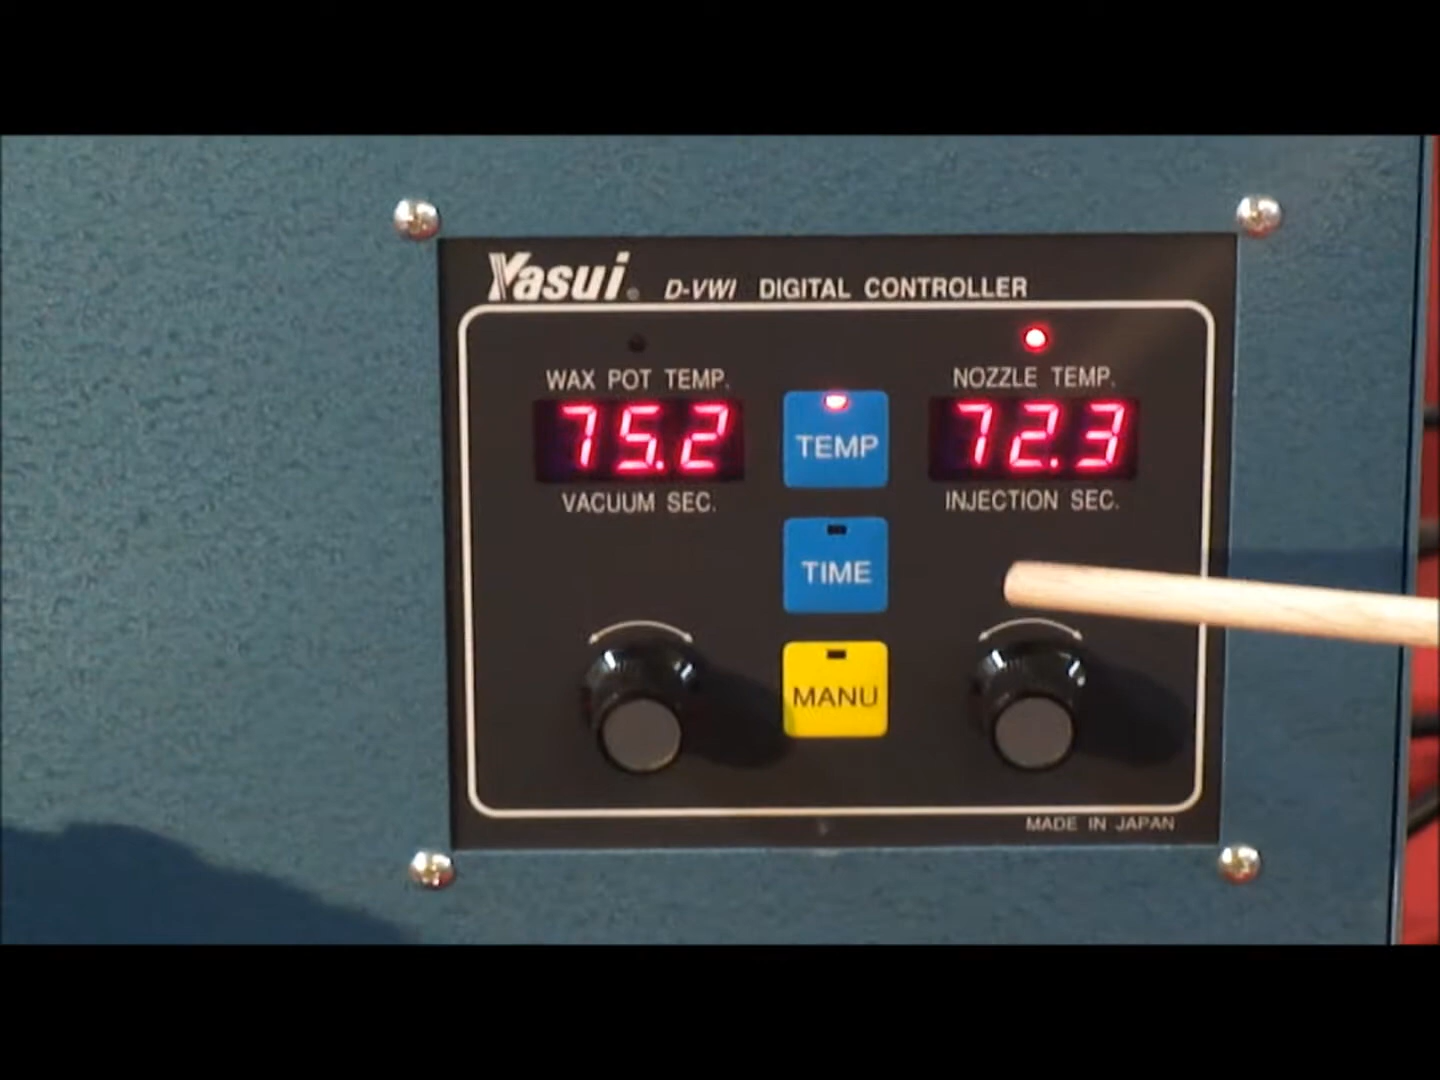 Yasui® D-VWI DIGITAL CONTROLLER
WAX POT TEMP.
75.2
VACUUM SEC.
TEMP
NOZZLE TEMP.
72.3
INJECTION SEC.
TIME
MANU
MADE IN JAPAN